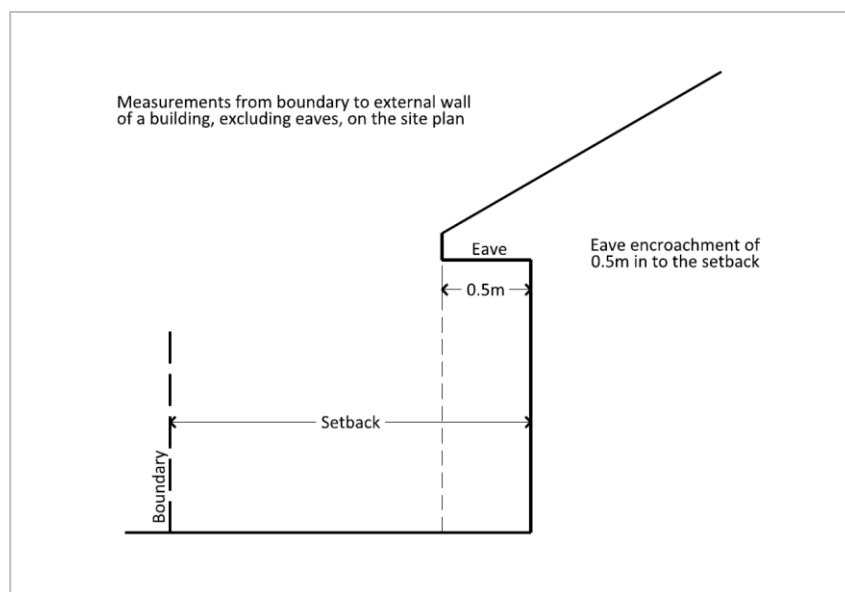 Measurements from boundary to external wall
of a building, excluding eaves, on the site plan
Eave
Eave encroachment of
0.5m in to the setback
0.5m
Setback
Boundary